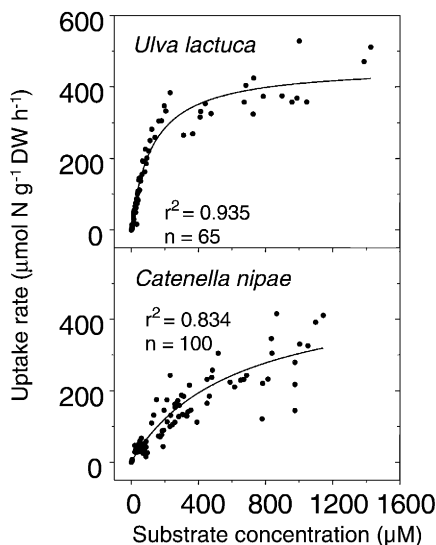 600
400
200
0
Ulva lactuca
r² = 0.935
n = 65
Uptake rate (μmol N g⁻¹ DW h⁻¹)
Catenella nipae
r² = 0.834
n = 100
400
200
0
0 400 800 1200 1600
Substrate concentration (μM)